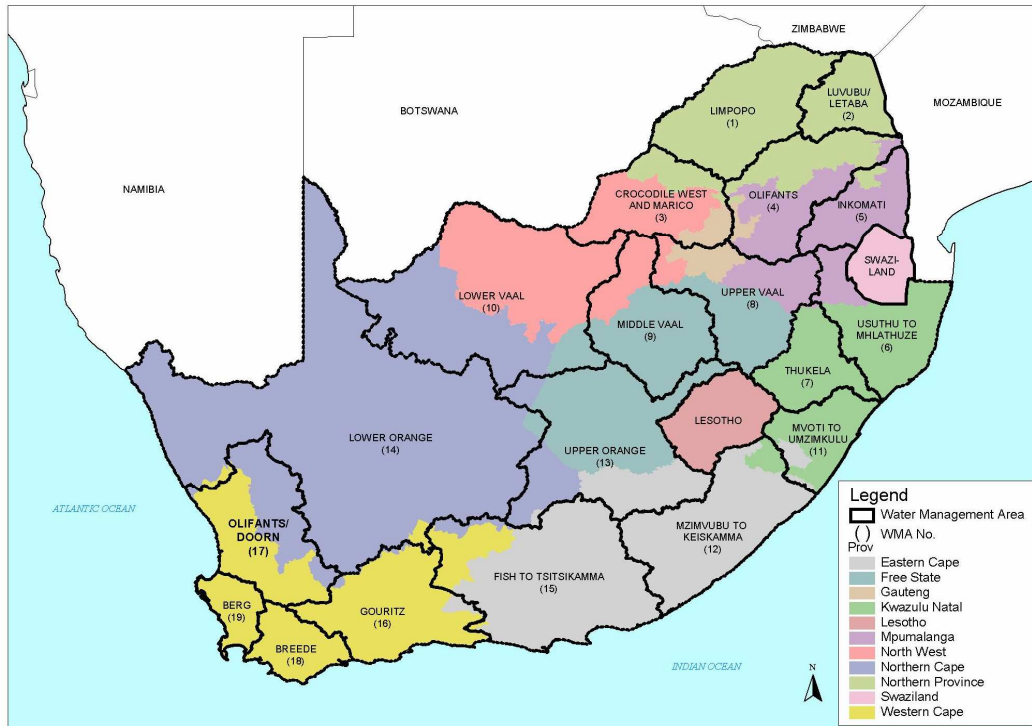 ZIMBABWE
BOTSWANA
MOZAMBIQUE
NAMIBIA
LIMPOPO
(1)
LUVUBU/
LETABA
(2)
CROCODILE WEST
AND MARICO
(3)
OLIFANTS
(4)
INKOMATI
(5)
SWAZI-
LAND
LOWER VAAL
(10)
UPPER VAAL
(8)
MIDDLE VAAL
(9)
USUTHU TO
MHLATHUZE
(6)
THUKELA
(7)
LESOTHO
MVOTI TO
UMZIMKULU
(11)
LOWER ORANGE
(14)
UPPER ORANGE
(13)
ATLANTIC OCEAN
OLIFANTS/
DOORN
(17)
MZIMVUBU TO
KEISKAMMA
(12)
FISH TO TSITSIKAMMA
(15)
BERG
(19)
GOURITZ
(16)
BREEDE
(18)
INDIAN OCEAN
N
Legend
Water Management Area
( ) WMA No.
Prov
Eastern Cape
Free State
Gauteng
Kwazulu Natal
Lesotho
Mpumalanga
North West
Northern Cape
Northern Province
Swaziland
Western Cape